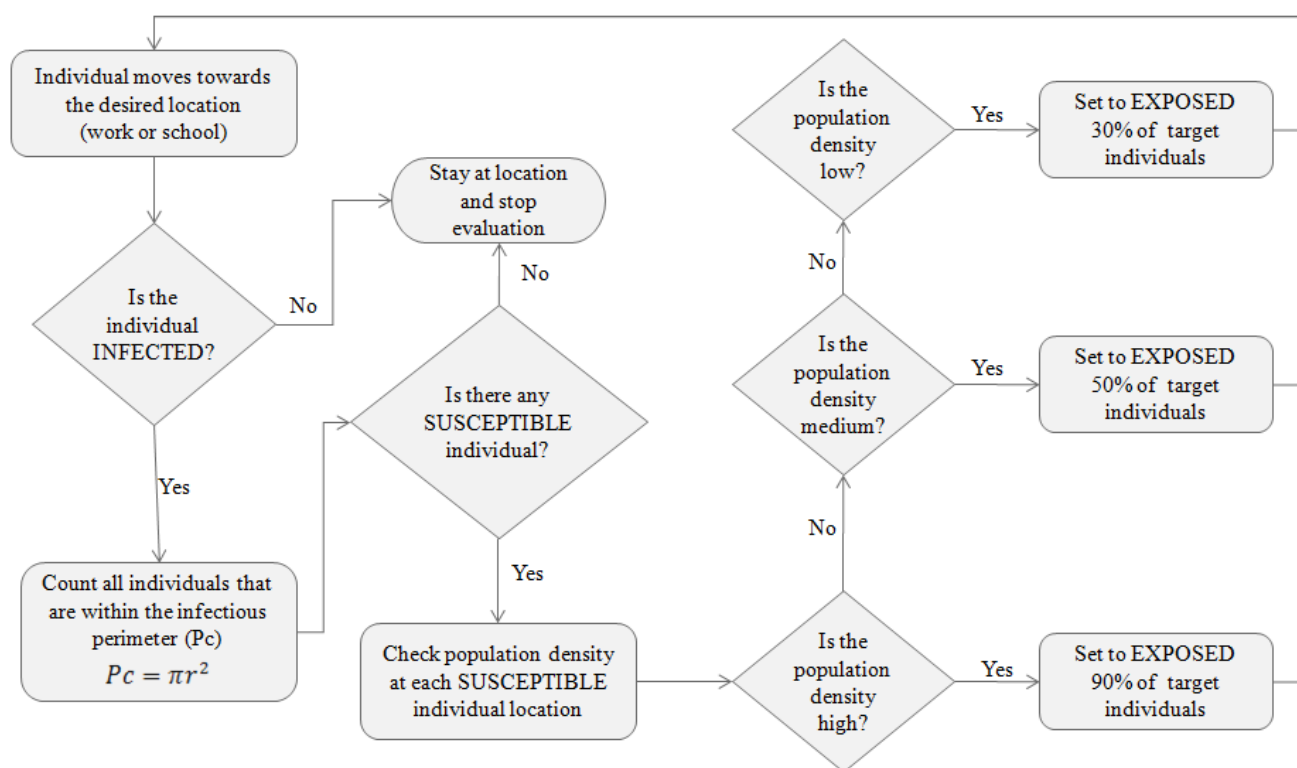 Individual moves towards
the desired location
(work or school)
Is the
individual
INFECTED?
No
Yes
Count all individuals that
are within the infectious
perimeter (Pc)
Pc = πr²
Stay at location
and stop
evaluation
No
Is there any
SUSCEPTIBLE
individual?
Yes
Check population density
at each SUSCEPTIBLE
individual location
Is the
population
density
high?
Yes
Set to EXPOSED
90% of target
individuals
No
Is the
population
density
medium?
Yes
Set to EXPOSED
50% of target
individuals
No
Is the
population
density
low?
Yes
Set to EXPOSED
30% of target
individuals